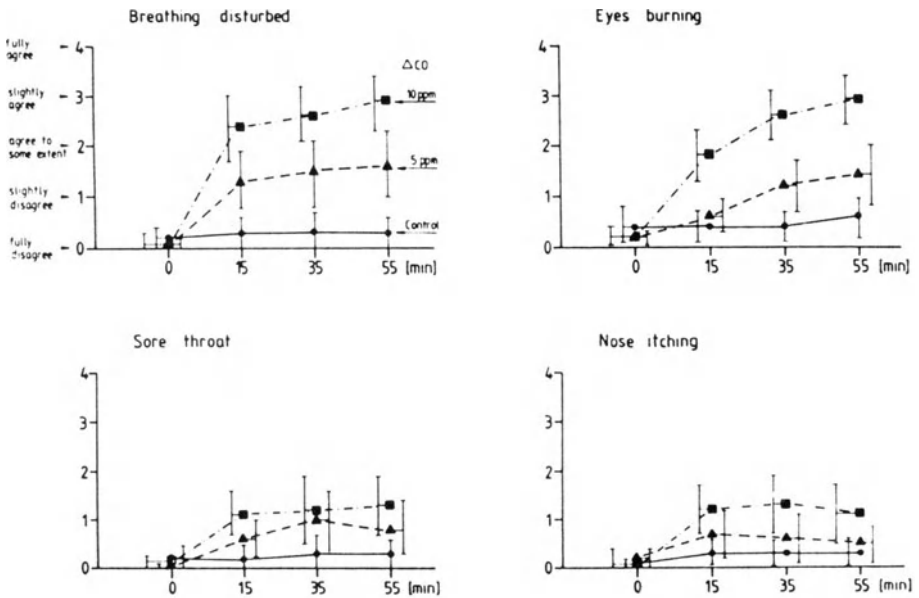 Breathing disturbed
fully agree
4
slightly agree
3
agree to some extent
2
slightly disagree
1
fully disagree
0
△CO
10 ppm
5 ppm
Control
0 15 35 55 [min]
Eyes burning
4
3
2
1
0
0 15 35 55 [min]
Sore throat
4
3
2
1
0
0 15 35 55 [min]
Nose itching
4
3
2
1
0
0 15 35 55 [min]